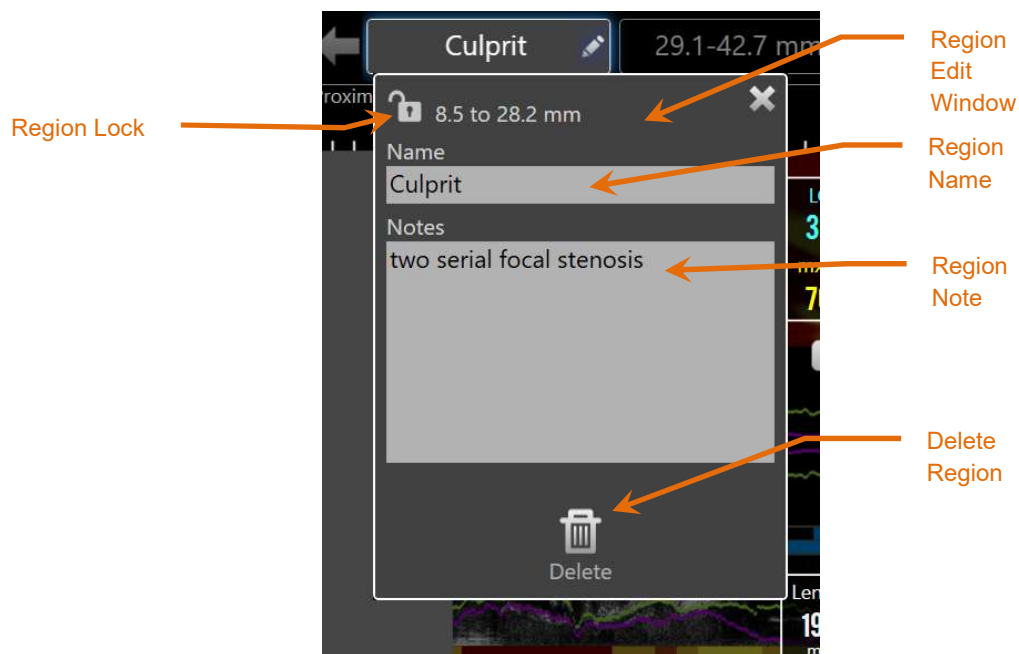 Culprit
29.1-42.7 mm
Region
Edit
Window
8.5 to 28.2 mm
Region Lock
Name
Region
Name
Culprit
Notes
two serial focal stenosis
Region
Note
Delete
Region
Delete
19